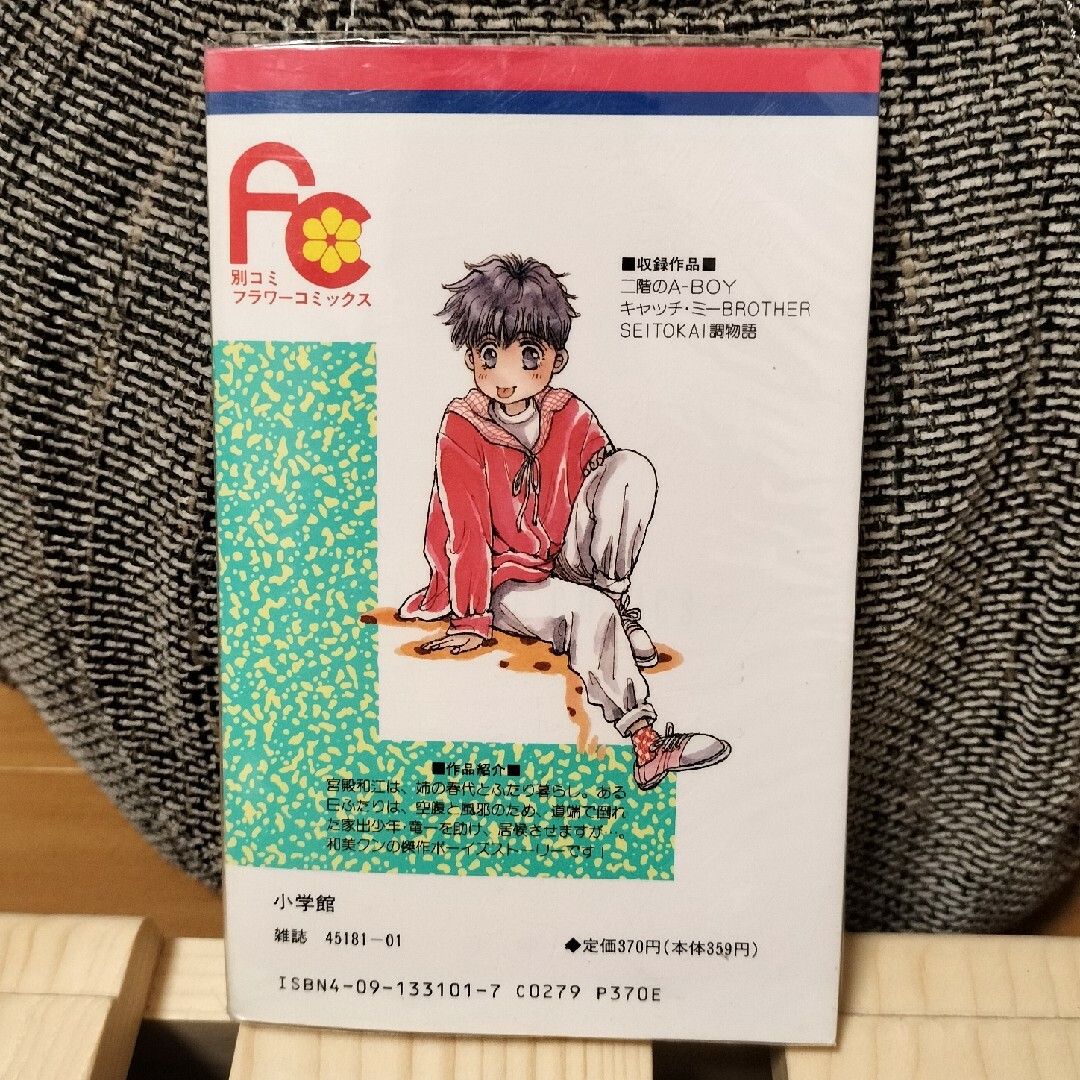 FC
別コミ
フラワーコミックス
■収録作品■
二階のA-BOY
キャッチ・ミーBROTHER
SEITOKAI調物語
■作品紹介■
宮殿和江は、姉の春代とふたり暮らし。ある
日ふたりは、空腹と風邪のため、道端で倒れ
た家出少年・竜一を助け、居候させますが…。
和美クンの傑作ボーイズストーリーです!
小学館
雑誌 45181-01
◆定価370円(本体359円)
ISBN4-09-133101-7 C0279 P370E